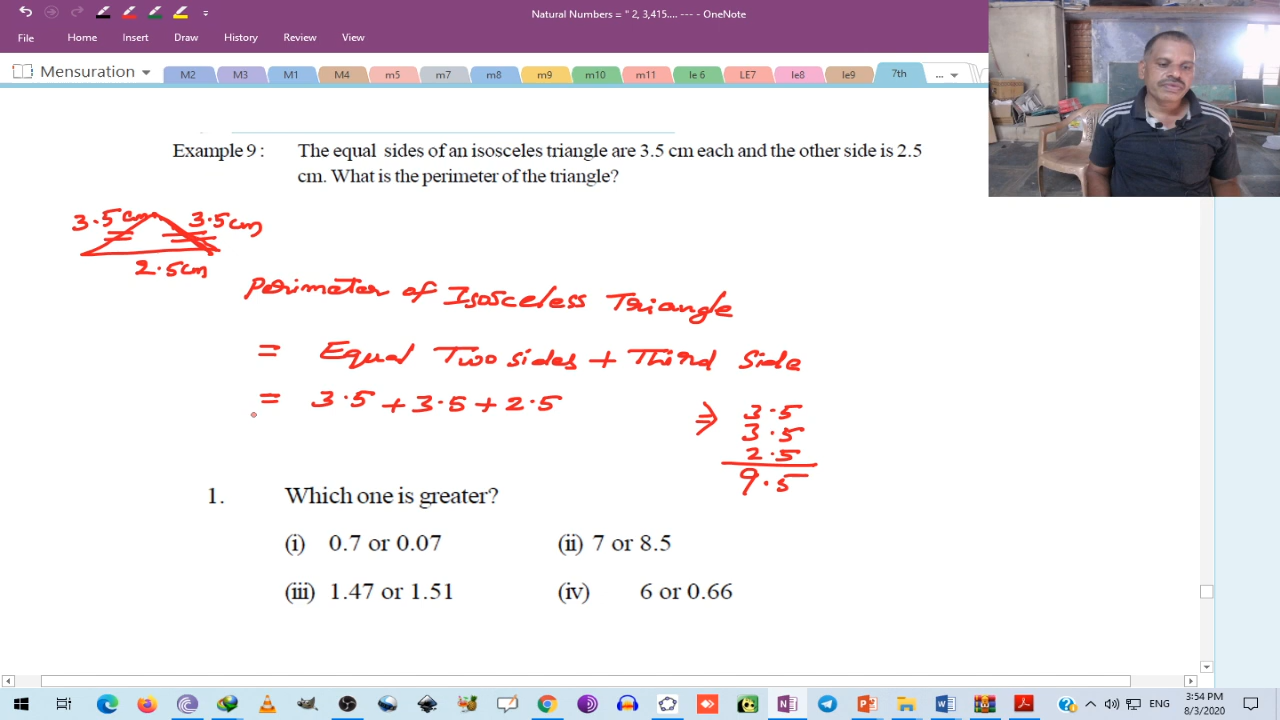 Natural Numbers = " 2, 3,415.... --- - OneNote
File Home Insert Draw History Review View
Mensuration M2 M3 M1 M4 m5 m7 m8 m9 m10 m11 le 6 LE7 le8 le9 7th ...
Example 9 : The equal sides of an isosceles triangle are 3.5 cm each and the other side is 2.5
cm. What is the perimeter of the triangle?
3.5cm 3.5cm
2.5cm
Perimeter of Isosceless Triangle
= Equal Two sides + Third Side
= 3.5 + 3.5 + 2.5
⇒ 3.5
3.5
2.5
9.5
1. Which one is greater?
(i) 0.7 or 0.07 (ii) 7 or 8.5
(iii) 1.47 or 1.51 (iv) 6 or 0.66
ENG
3:54 PM
8/3/2020